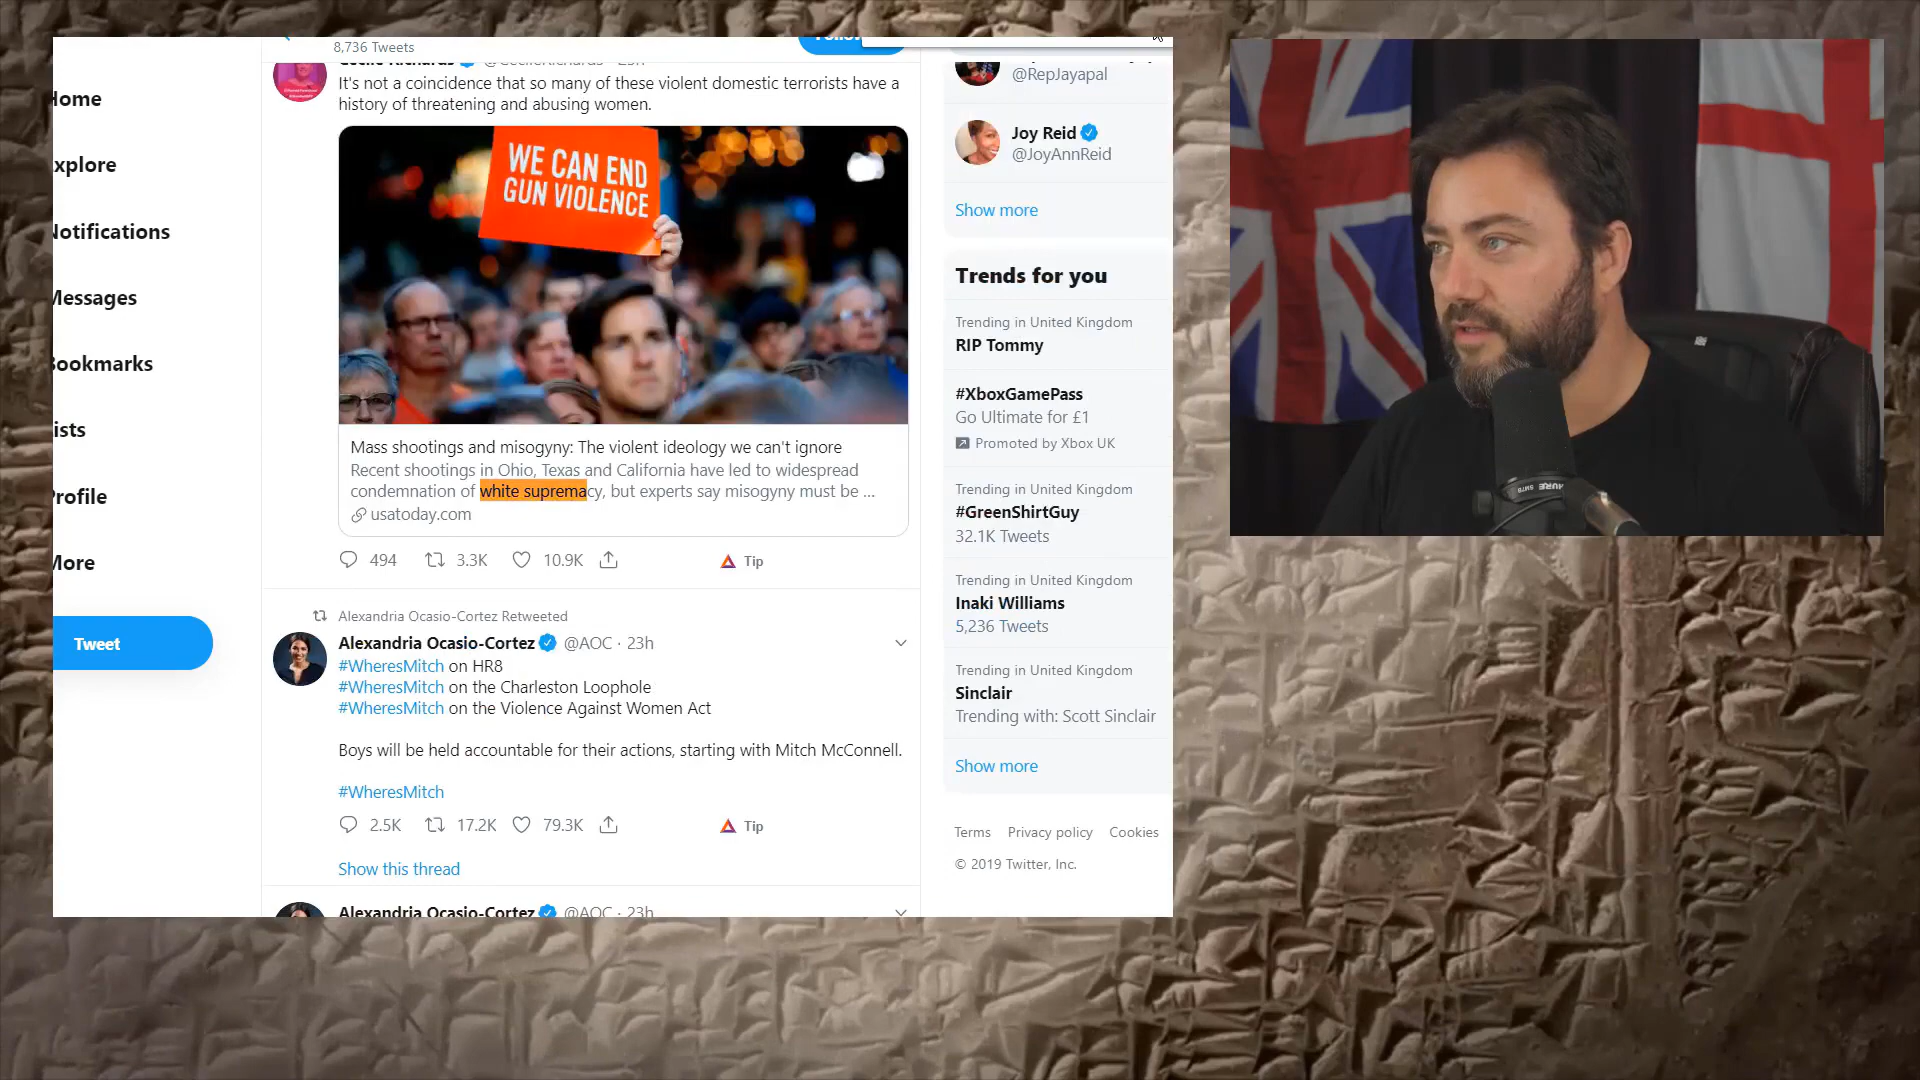 8,736 Tweets
Follow
Cecile Richards @CecileRichards · 23h
It's not a coincidence that so many of these violent domestic terrorists have a
history of threatening and abusing women.
WE CAN END
GUN VIOLENCE
Mass shootings and misogyny: The violent ideology we can't ignore
Recent shootings in Ohio, Texas and California have led to widespread
condemnation of white supremacy, but experts say misogyny must be ...
usatoday.com
494 3.3K 10.9K Tip
Alexandria Ocasio-Cortez Retweeted
Alexandria Ocasio-Cortez @AOC · 23h
#WheresMitch on HR8
#WheresMitch on the Charleston Loophole
#WheresMitch on the Violence Against Women Act
Boys will be held accountable for their actions, starting with Mitch McConnell.
#WheresMitch
2.5K 17.2K 79.3K Tip
Show this thread
Alexandria Ocasio-Cortez @AOC · 23h
Home
Explore
Notifications
Messages
Bookmarks
Lists
Profile
More
Tweet
@RepJayapal
Joy Reid
@JoyAnnReid
Show more
Trends for you
Trending in United Kingdom
RIP Tommy
#XboxGamePass
Go Ultimate for £1
Promoted by Xbox UK
Trending in United Kingdom
#GreenShirtGuy
32.1K Tweets
Trending in United Kingdom
Inaki Williams
5,236 Tweets
Trending in United Kingdom
Sinclair
Trending with: Scott Sinclair
Show more
Terms Privacy policy Cookies
© 2019 Twitter, Inc.